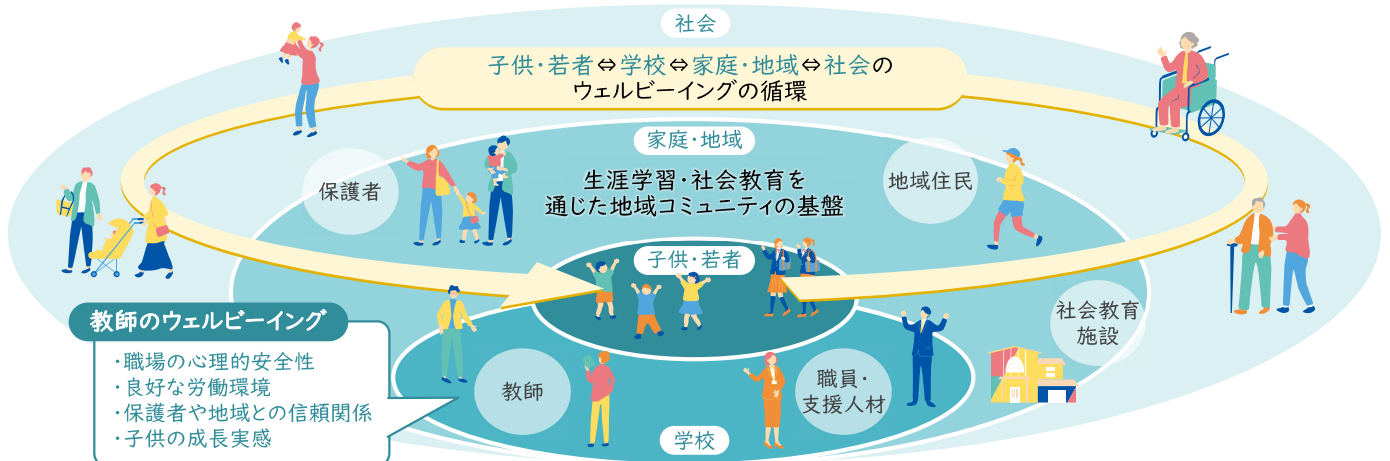 社会
子供・若者⇔学校⇔家庭・地域⇔社会の
ウェルビーイングの循環
家庭・地域
生涯学習・社会教育を
通じた地域コミュニティの基盤
保護者
地域住民
子供・若者
社会教育
施設
教師
職員・
支援人材
学校
教師のウェルビーイング
・職場の心理的安全性
・良好な労働環境
・保護者や地域との信頼関係
・子供の成長実感